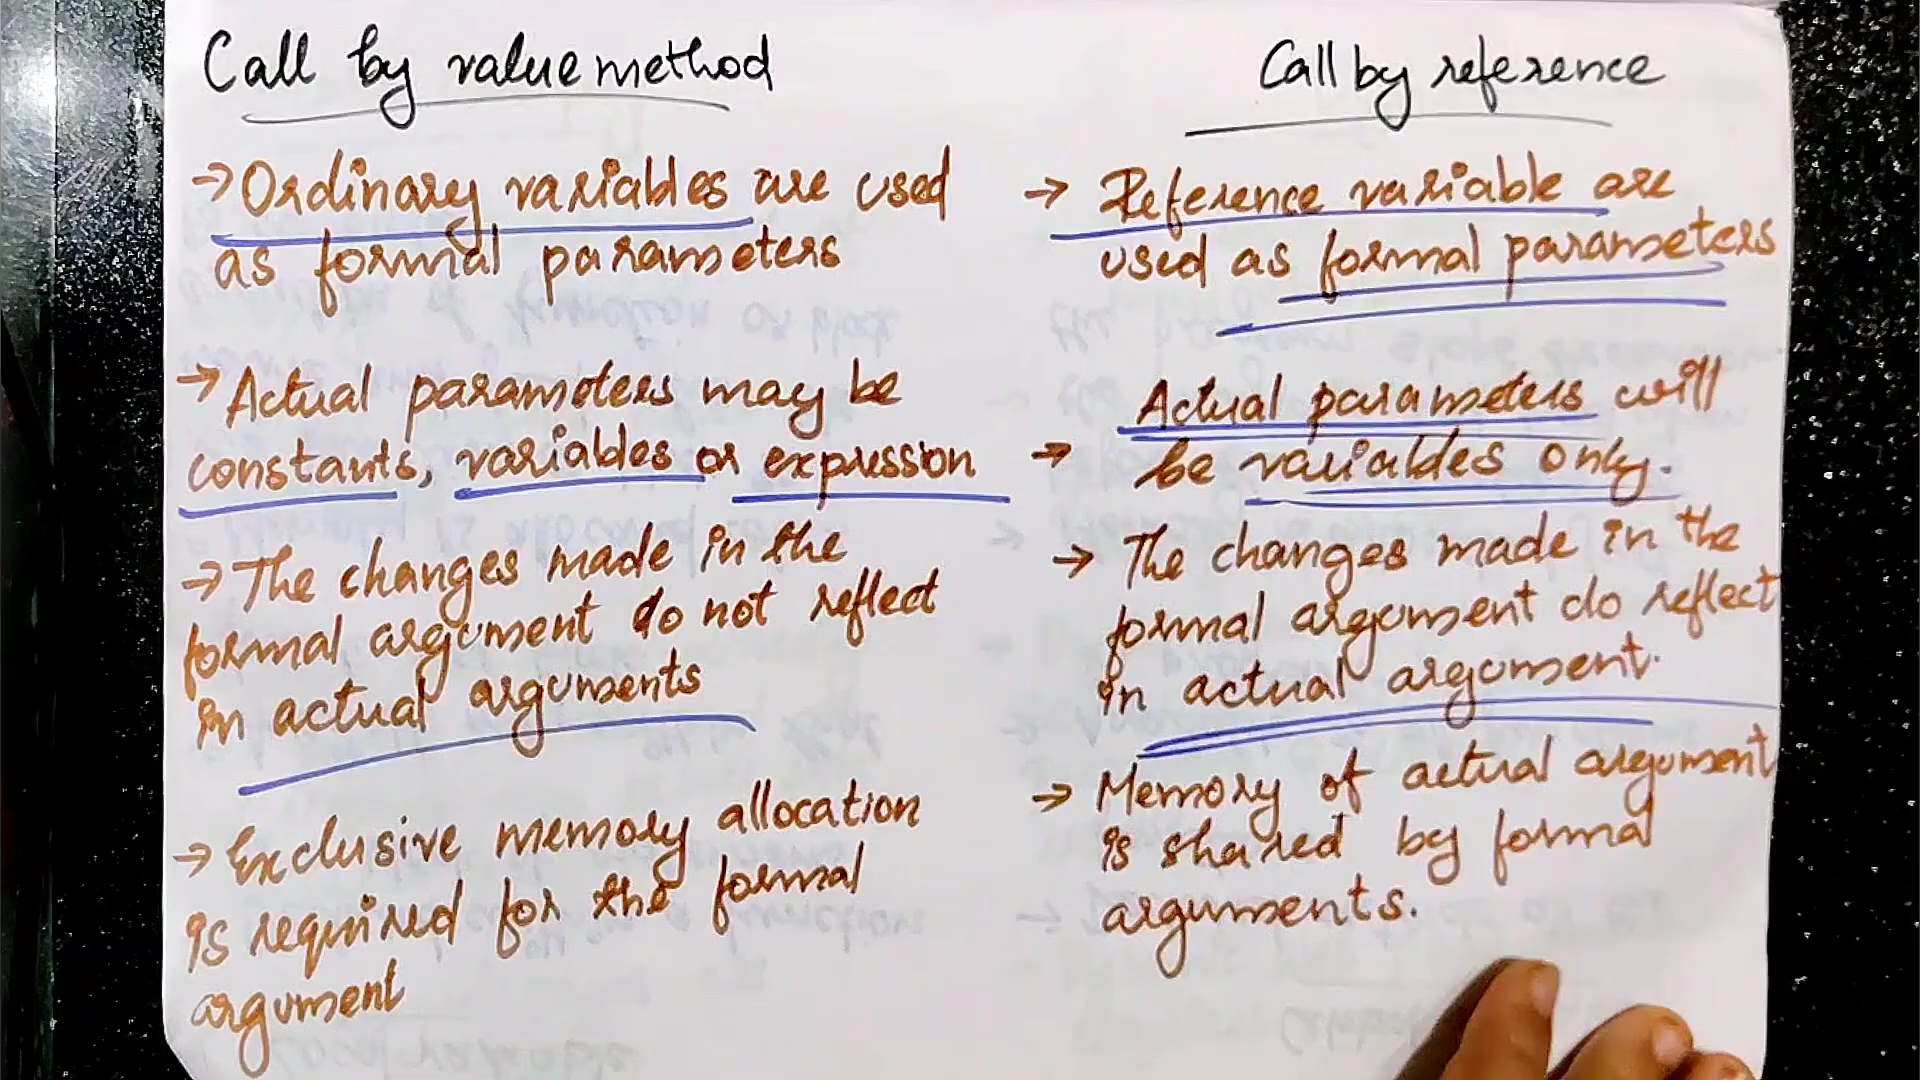 Call by value method
→ Ordinary variables are used
as formal parameters
→ Actual parameters may be
constants, variables or expression
→ The changes made in the
formal argument do not reflect
in actual arguments
→ Exclusive memory allocation
is required for the formal
argument
Call by reference
→ Reference variable are
used as formal parameters
Actual parameters will
→ be variables only.
→ The changes made in the
formal argument do reflect
in actual argument.
→ Memory of actual argument
is shared by formal
arguments.